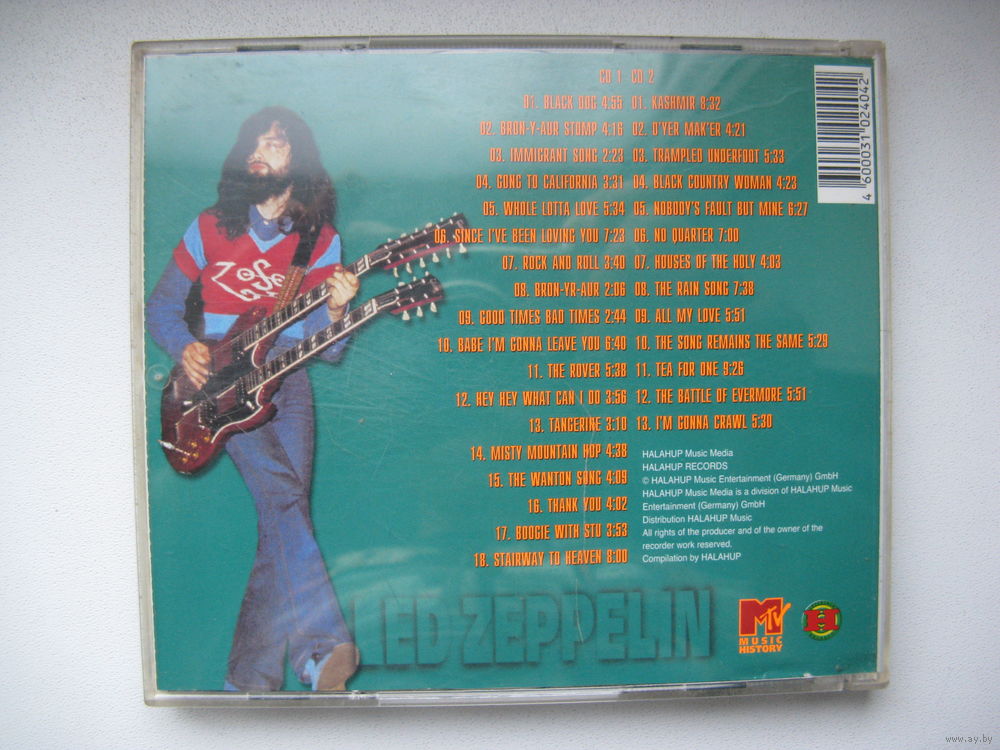 CD 1
01. BLACK DOG 4:55
02. BRON-Y-AUR STOMP 4:16
03. IMMIGRANT SONG 2:23
04. GONG TO CALIFORNIA 3:31
05. WHOLE LOTTA LOVE 5:34
06. SINCE I'VE BEEN LOVING YOU 7:23
07. ROCK AND ROLL 3:40
08. BRON-YR-AUR 2:06
09. GOOD TIMES BAD TIMES 2:44
10. BABE I'M GONNA LEAVE YOU 6:40
11. THE ROVER 5:38
12. HEY HEY WHAT CAN I DO 3:56
13. TANGERINE 3:10
14. MISTY MOUNTAIN HOP 4:38
15. THE WANTON SONG 4:09
16. THANK YOU 4:02
17. BOOGIE WITH STU 3:53
18. STAIRWAY TO HEAVEN 8:00
CD 2
01. KASHMIR 8:32
02. D'YER MAK'ER 4:21
03. TRAMPLED UNDERFOOT 5:33
04. BLACK COUNTRY WOMAN 4:23
05. NOBODY'S FAULT BUT MINE 6:27
06. NO QUARTER 7:00
07. HOUSES OF THE HOLY 4:03
08. THE RAIN SONG 7:38
09. ALL MY LOVE 5:51
10. THE SONG REMAINS THE SAME 5:29
11. TEA FOR ONE 9:26
12. THE BATTLE OF EVERMORE 5:51
13. I'M GONNA CRAWL 5:30
HALAHUP Music Media
HALAHUP RECORDS
© HALAHUP Music Entertainment (Germany) GmbH
HALAHUP Music Media is a division of HALAHUP Music
Entertainment (Germany) GmbH
Distribution HALAHUP Music
All rights of the producer and of the owner of the
recorder work reserved.
Compilation by HALAHUP
4 600031 024042
ZOSO
LED ZEPPELIN
MTV
MUSIC
HISTORY
H
www.ay.by